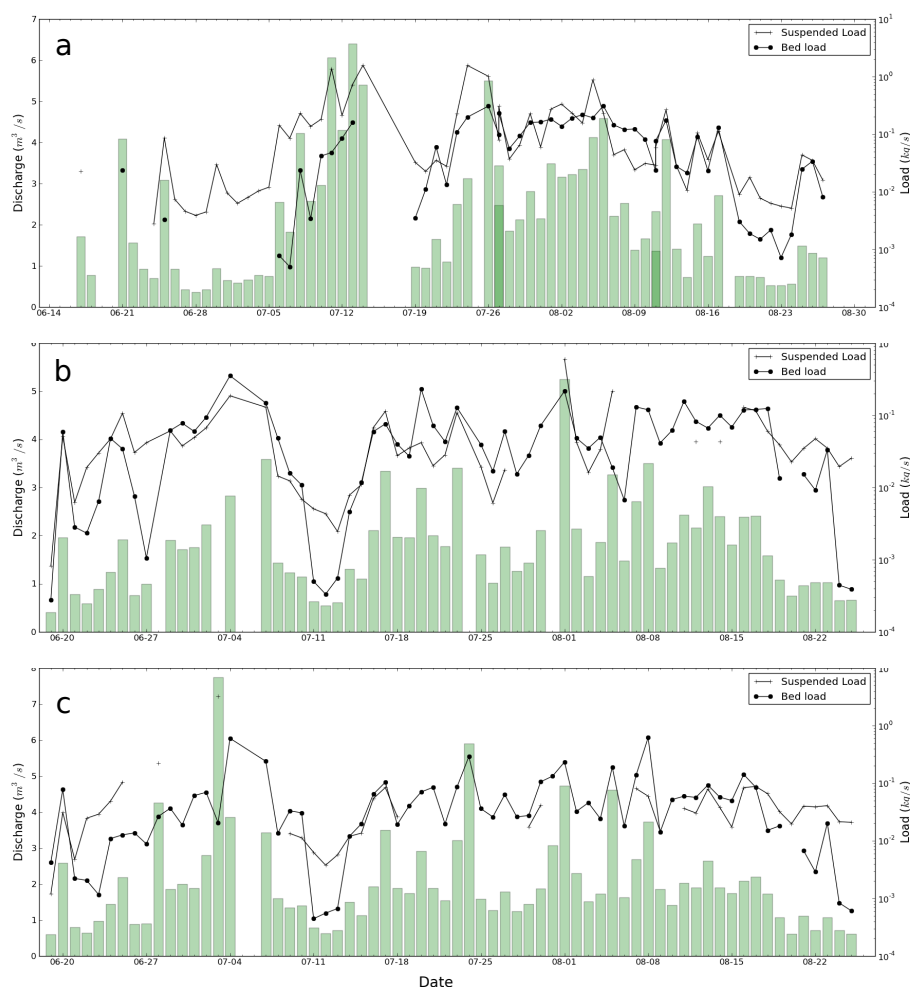 a
Suspended Load
Bed load
Discharge (m³/s)
7
6
5
4
3
2
1
0
10¹
10⁰
10⁻¹
10⁻²
10⁻³
10⁻⁴
Load (kg/s)
06-14 06-21 06-28 07-05 07-12 07-19 07-26 08-02 08-09 08-16 08-23 08-30
b
Suspended Load
Bed load
Discharge (m³/s)
6
5
4
3
2
1
0
10⁰
10⁻¹
10⁻²
10⁻³
10⁻⁴
Load (kg/s)
06-20 06-27 07-04 07-11 07-18 07-25 08-01 08-08 08-15 08-22
c
Suspended Load
Bed load
Discharge (m³/s)
8
7
6
5
4
3
2
1
0
10¹
10⁰
10⁻¹
10⁻²
10⁻³
10⁻⁴
Load (kg/s)
06-20 06-27 07-04 07-11 07-18 07-25 08-01 08-08 08-15 08-22
Date